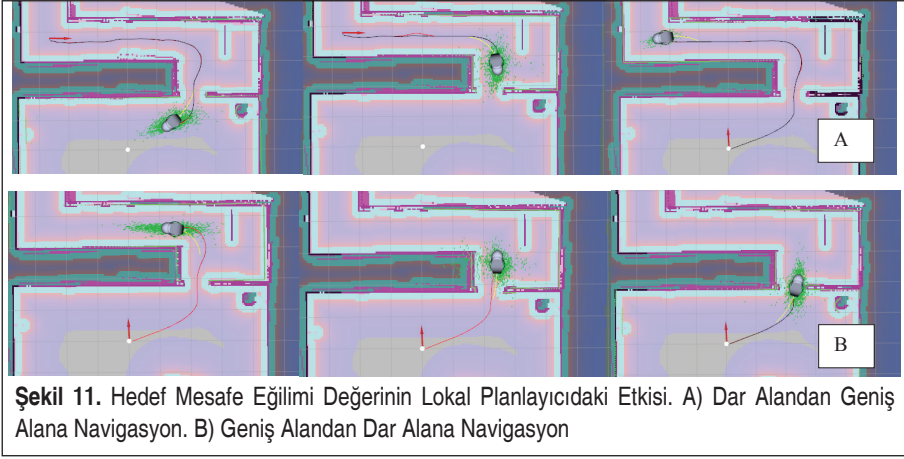 A
B
Şekil 11. Hedef Mesafe Eğilimi Değerinin Lokal Planlayıcıdaki Etkisi. A) Dar Alandan Geniş
Alana Navigasyon. B) Geniş Alandan Dar Alana Navigasyon